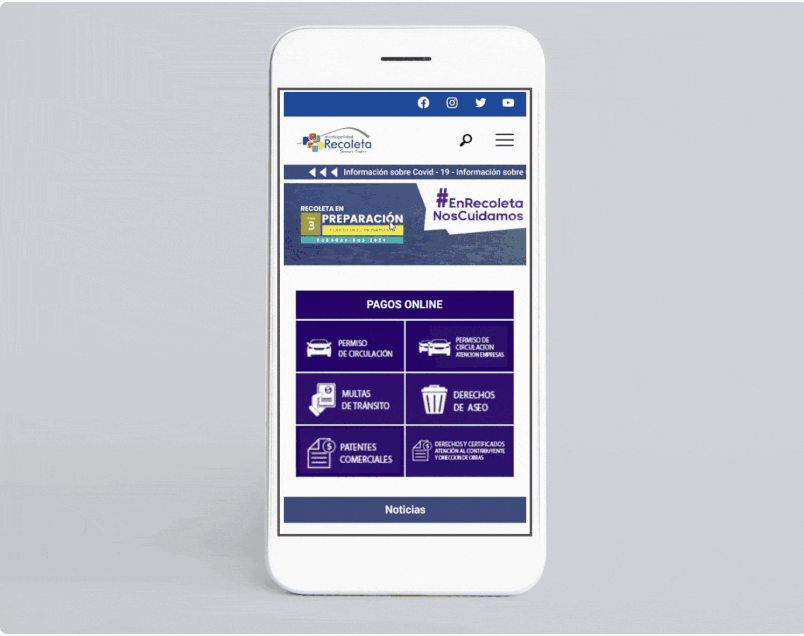 municipalidad
Recoleta
Información sobre Covid - 19 - Información sobre
#EnRecoleta
NosCuidamos
RECOLETA EN
3
PREPARACIÓN
PAGOS ONLINE
PERMISO
DE CIRCULACIÓN
PERMISO DE
CIRCULACION
ATENCION EMPRESAS
MULTAS
DE TRÁNSITO
DERECHOS
DE ASEO
PATENTES
COMERCIALES
DERECHOS Y CERTIFICADOS
ATENCIÓN AL CONTRIBUYENTE
Y DIRECCION DE OBRAS
Noticias